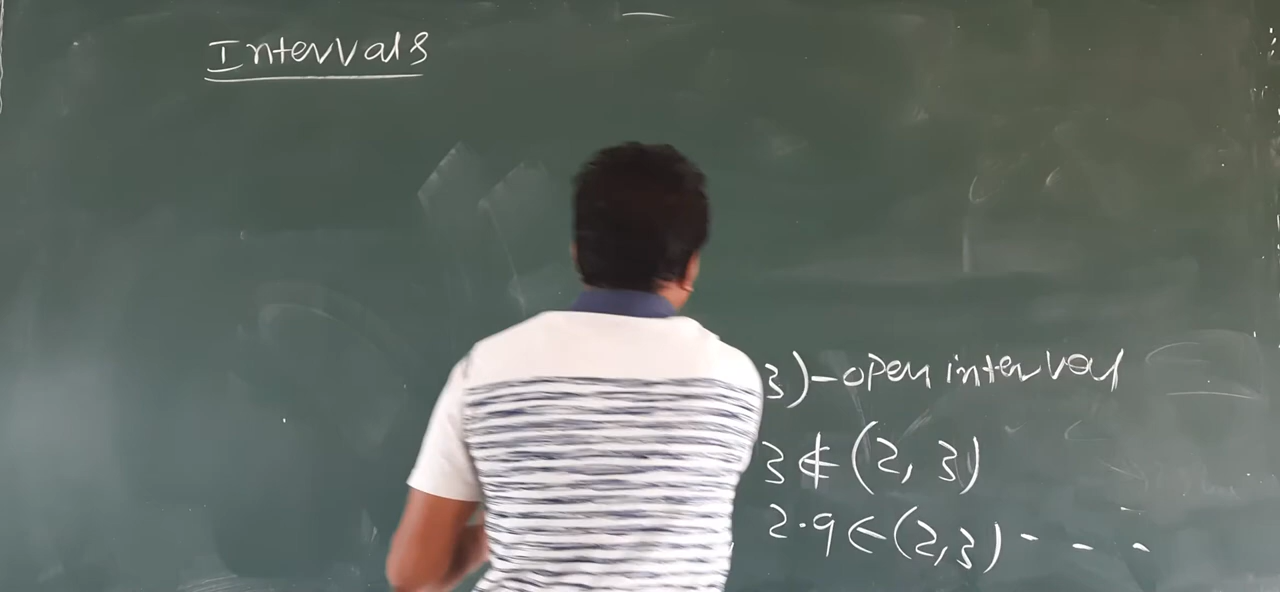 Intervals
3) - open interval
3 ∉ (2, 3)
2.9 ∈ (2,3) - - -